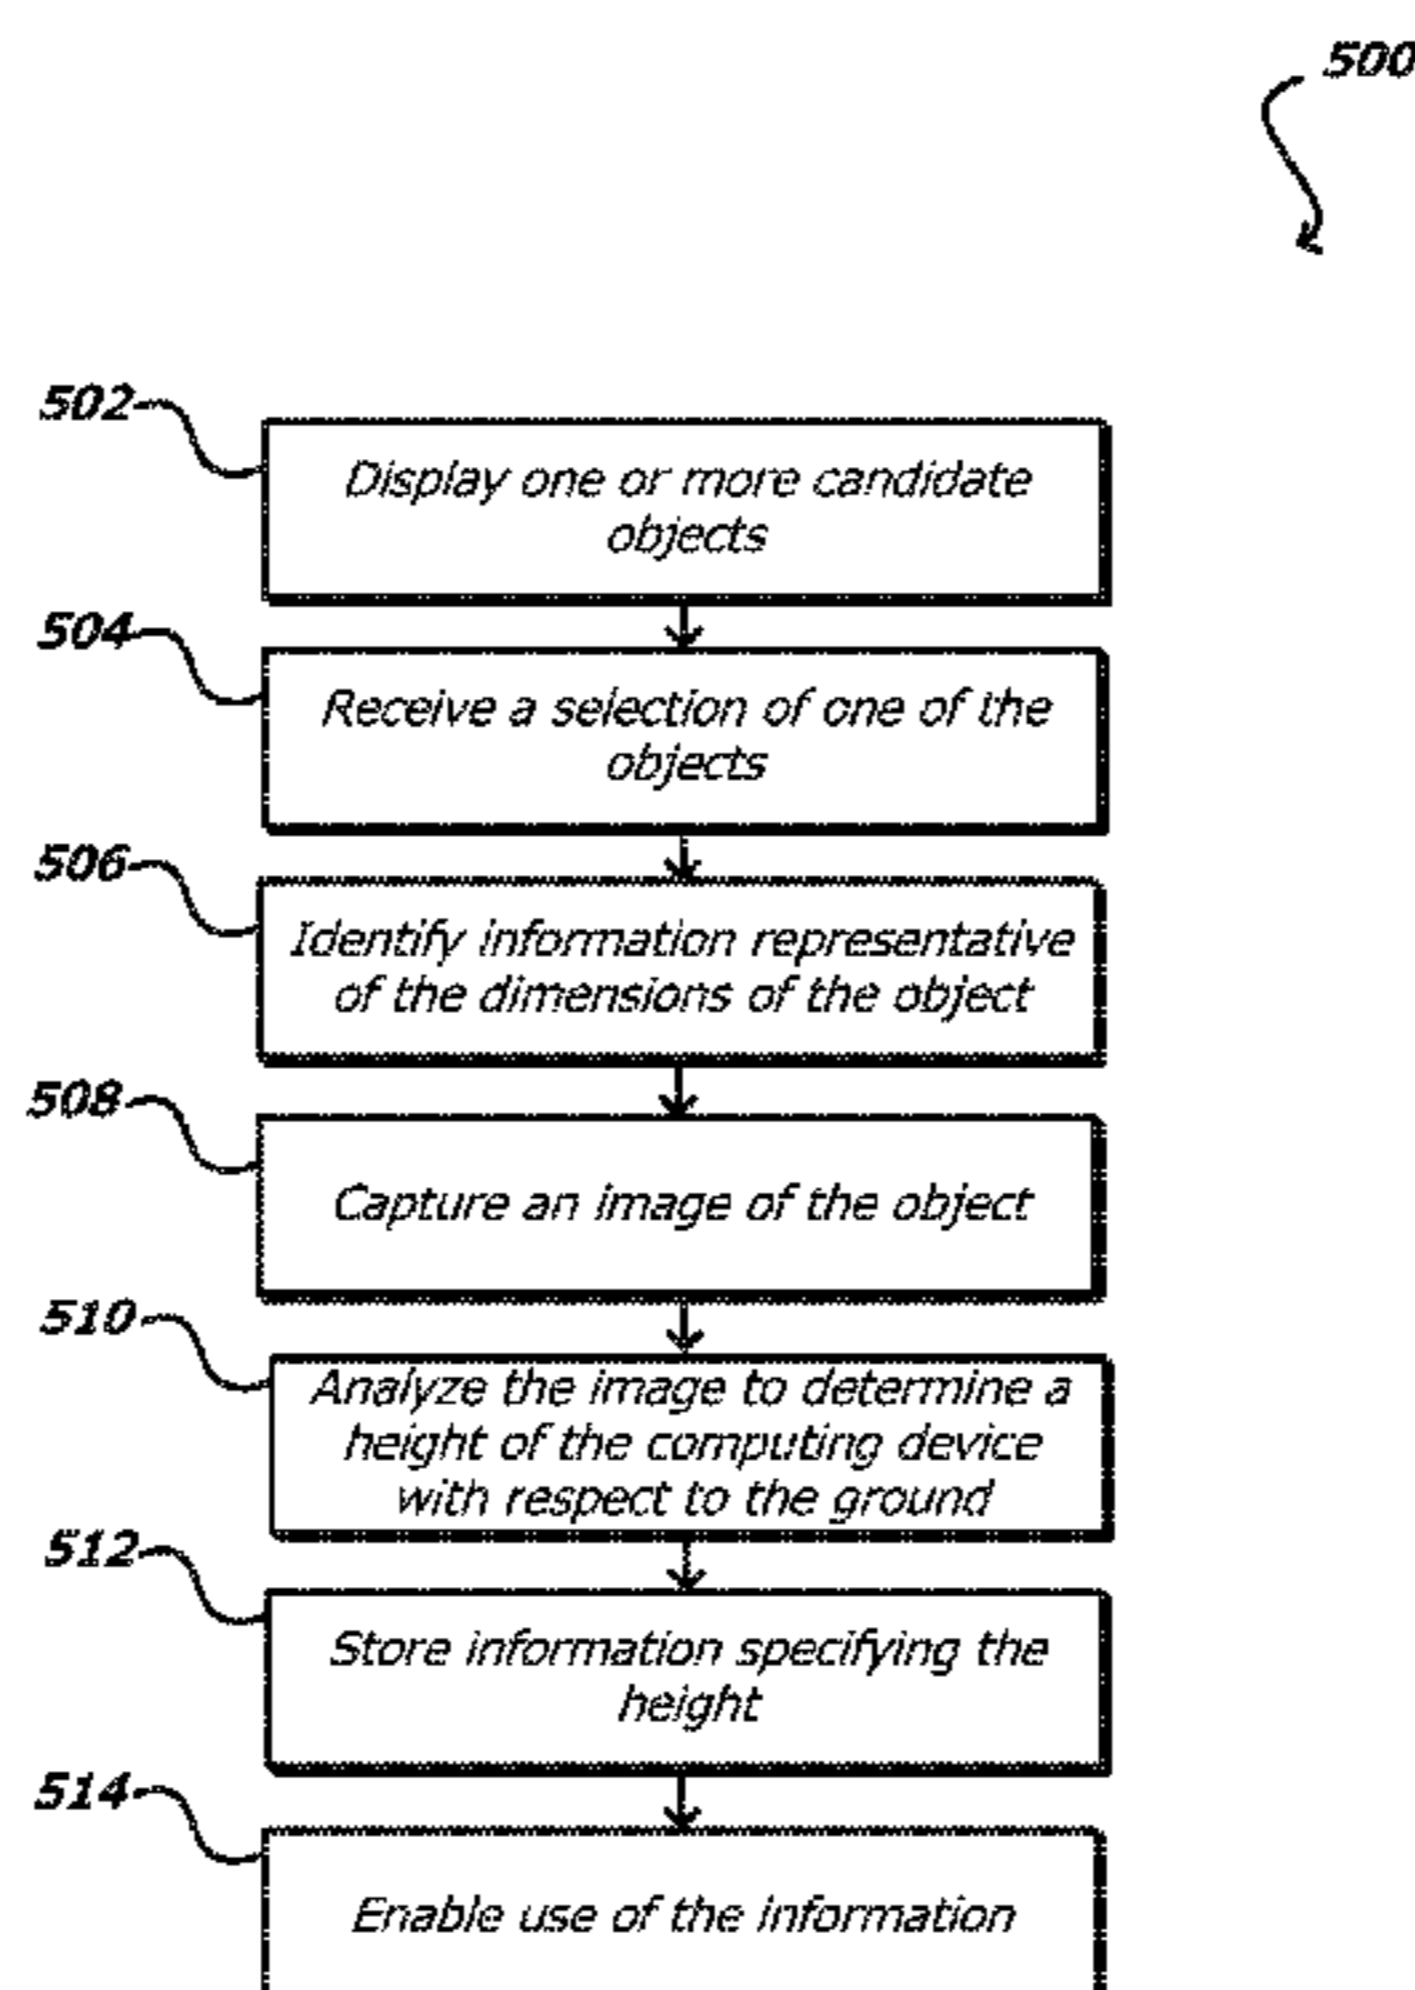 500
502
Display one or more candidate
objects
504
Receive a selection of one of the
objects
506
Identify information representative
of the dimensions of the object
508
Capture an image of the object
510
Analyze the image to determine a
height of the computing device
with respect to the ground
512
Store information specifying the
height
514
Enable use of the information